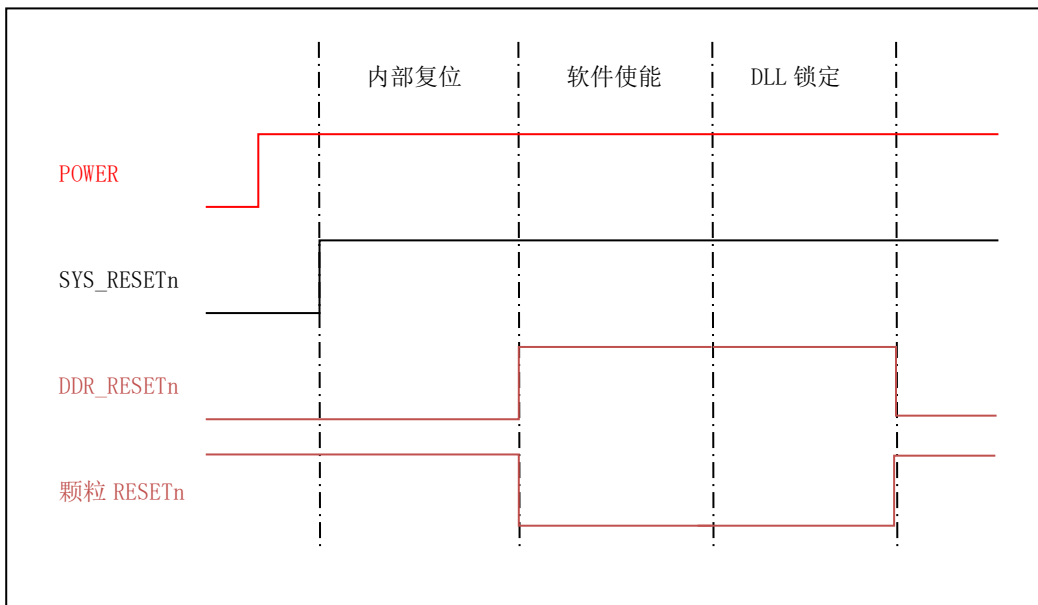 内部复位 软件使能 DLL 锁定
POWER
SYS_RESETn
DDR_RESETn
颗粒 RESETn